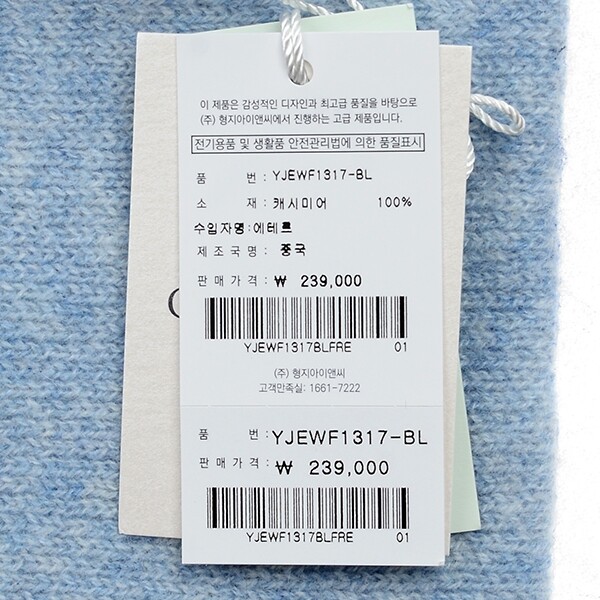 이 제품은 감성적인 디자인과 최고급 품질을 바탕으로
(주) 형지아이앤씨에서 진행하는 고급 제품입니다.
전기용품 및 생활품 안전관리법에 의한 품질표시
품 번 : YJEWF1317-BL
소 재 : 캐시미어 100%
수입자명:에테르
제 조 국 명 : 중국
판 매 가 격 : ₩ 239,000
YJEWF1317BLFRE 01
(주) 형지아이앤씨
고객만족실: 1661-7222
품 번 : YJEWF1317-BL
판 매 가 격 : ₩ 239,000
YJEWF1317BLFRE 01